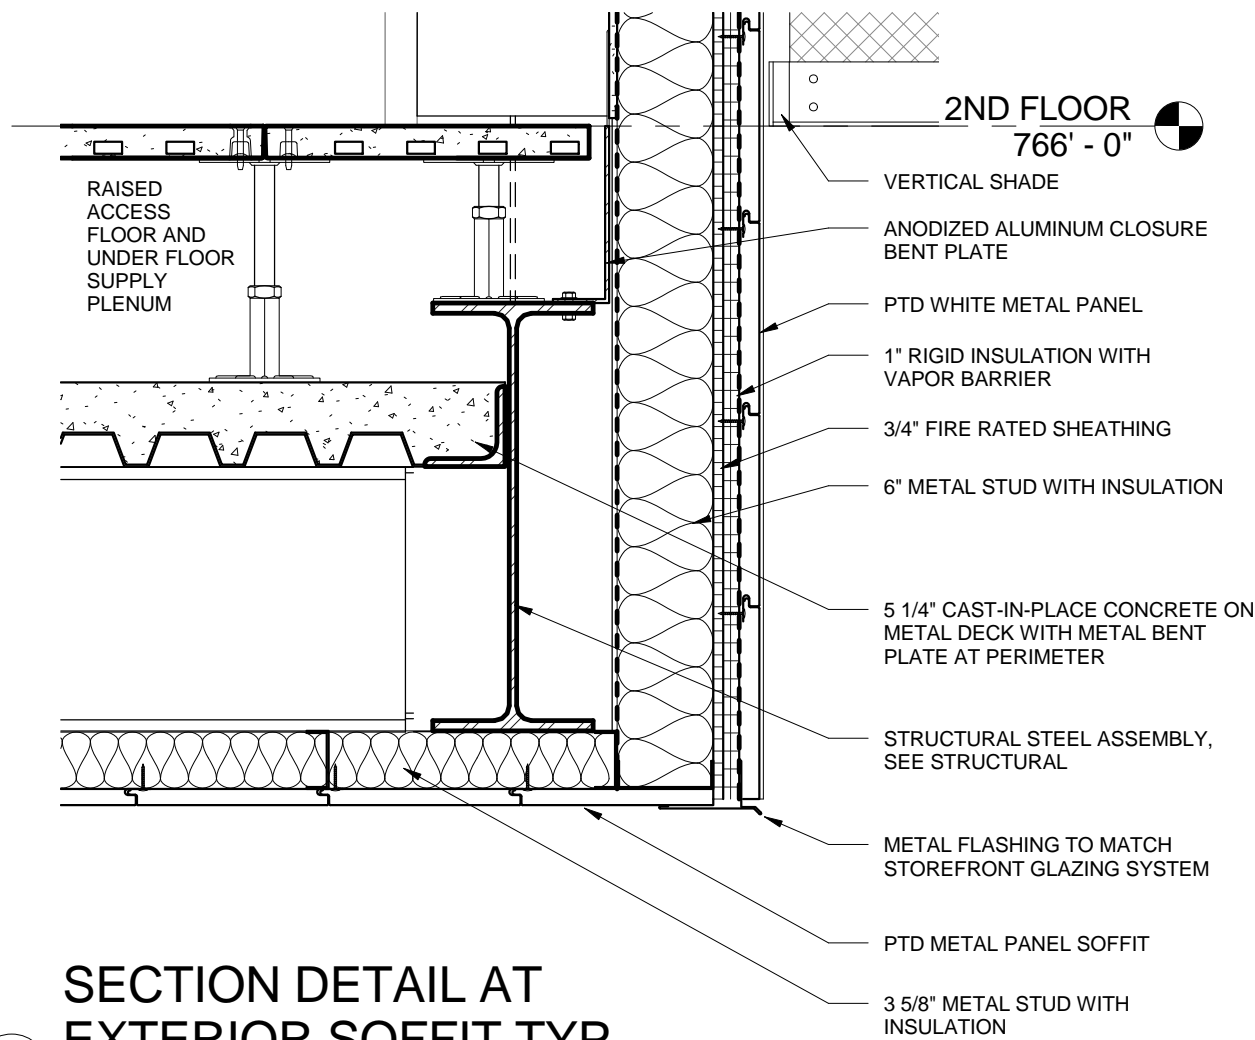 2ND FLOOR
766' - 0"
RAISED
ACCESS
FLOOR AND
UNDER FLOOR
SUPPLY
PLENUM
VERTICAL SHADE
ANODIZED ALUMINUM CLOSURE
BENT PLATE
PTD WHITE METAL PANEL
1" RIGID INSULATION WITH
VAPOR BARRIER
3/4" FIRE RATED SHEATHING
6" METAL STUD WITH INSULATION
5 1/4" CAST-IN-PLACE CONCRETE ON
METAL DECK WITH METAL BENT
PLATE AT PERIMETER
STRUCTURAL STEEL ASSEMBLY,
SEE STRUCTURAL
METAL FLASHING TO MATCH
STOREFRONT GLAZING SYSTEM
PTD METAL PANEL SOFFIT
3 5/8" METAL STUD WITH
INSULATION
SECTION DETAIL AT
EXTERIOR SOFFIT TYP